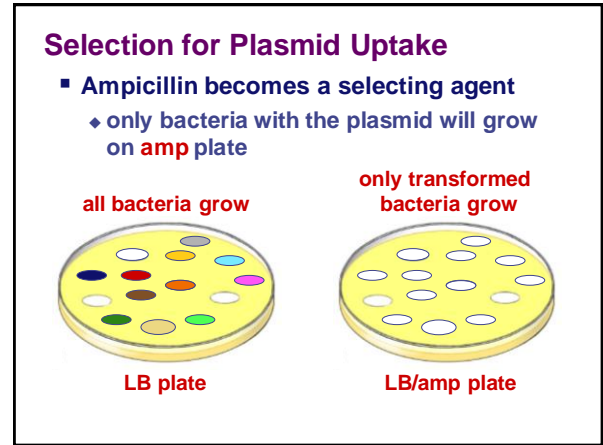 Selection for Plasmid Uptake
▪ Ampicillin becomes a selecting agent
◆ only bacteria with the plasmid will grow
on amp plate
all bacteria grow
only transformed
bacteria grow
LB plate
LB/amp plate